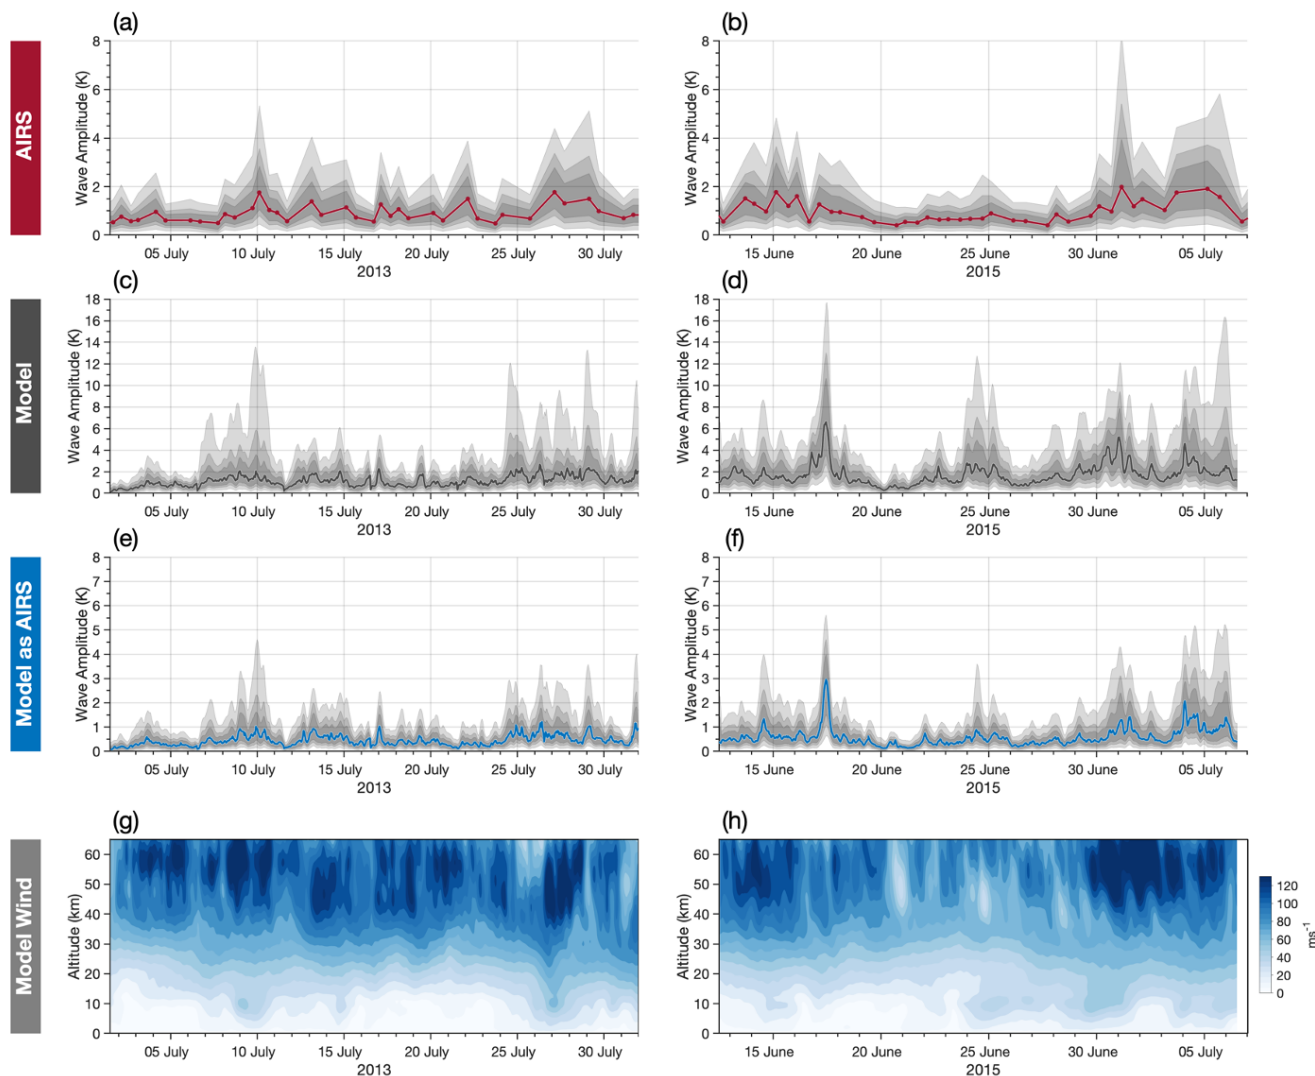 (a)
(b)
AIRS
Wave Amplitude (K)
8
6
4
2
0
05 July
10 July
15 July
20 July
25 July
30 July
2013
Wave Amplitude (K)
8
6
4
2
0
15 June
20 June
25 June
30 June
05 July
2015
(c)
(d)
Model
Wave Amplitude (K)
18
16
14
12
10
8
6
4
2
0
05 July
10 July
15 July
20 July
25 July
30 July
2013
Wave Amplitude (K)
18
16
14
12
10
8
6
4
2
0
15 June
20 June
25 June
30 June
05 July
2015
(e)
(f)
Model as AIRS
Wave Amplitude (K)
8
7
6
5
4
3
2
1
0
05 July
10 July
15 July
20 July
25 July
30 July
2013
Wave Amplitude (K)
8
7
6
5
4
3
2
1
0
15 June
20 June
25 June
30 June
05 July
2015
(g)
(h)
Model Wind
Altitude (km)
60
50
40
30
20
10
0
05 July
10 July
15 July
20 July
25 July
30 July
2013
Altitude (km)
60
50
40
30
20
10
0
15 June
20 June
25 June
30 June
05 July
2015
120
100
80
60
40
20
0
ms⁻¹